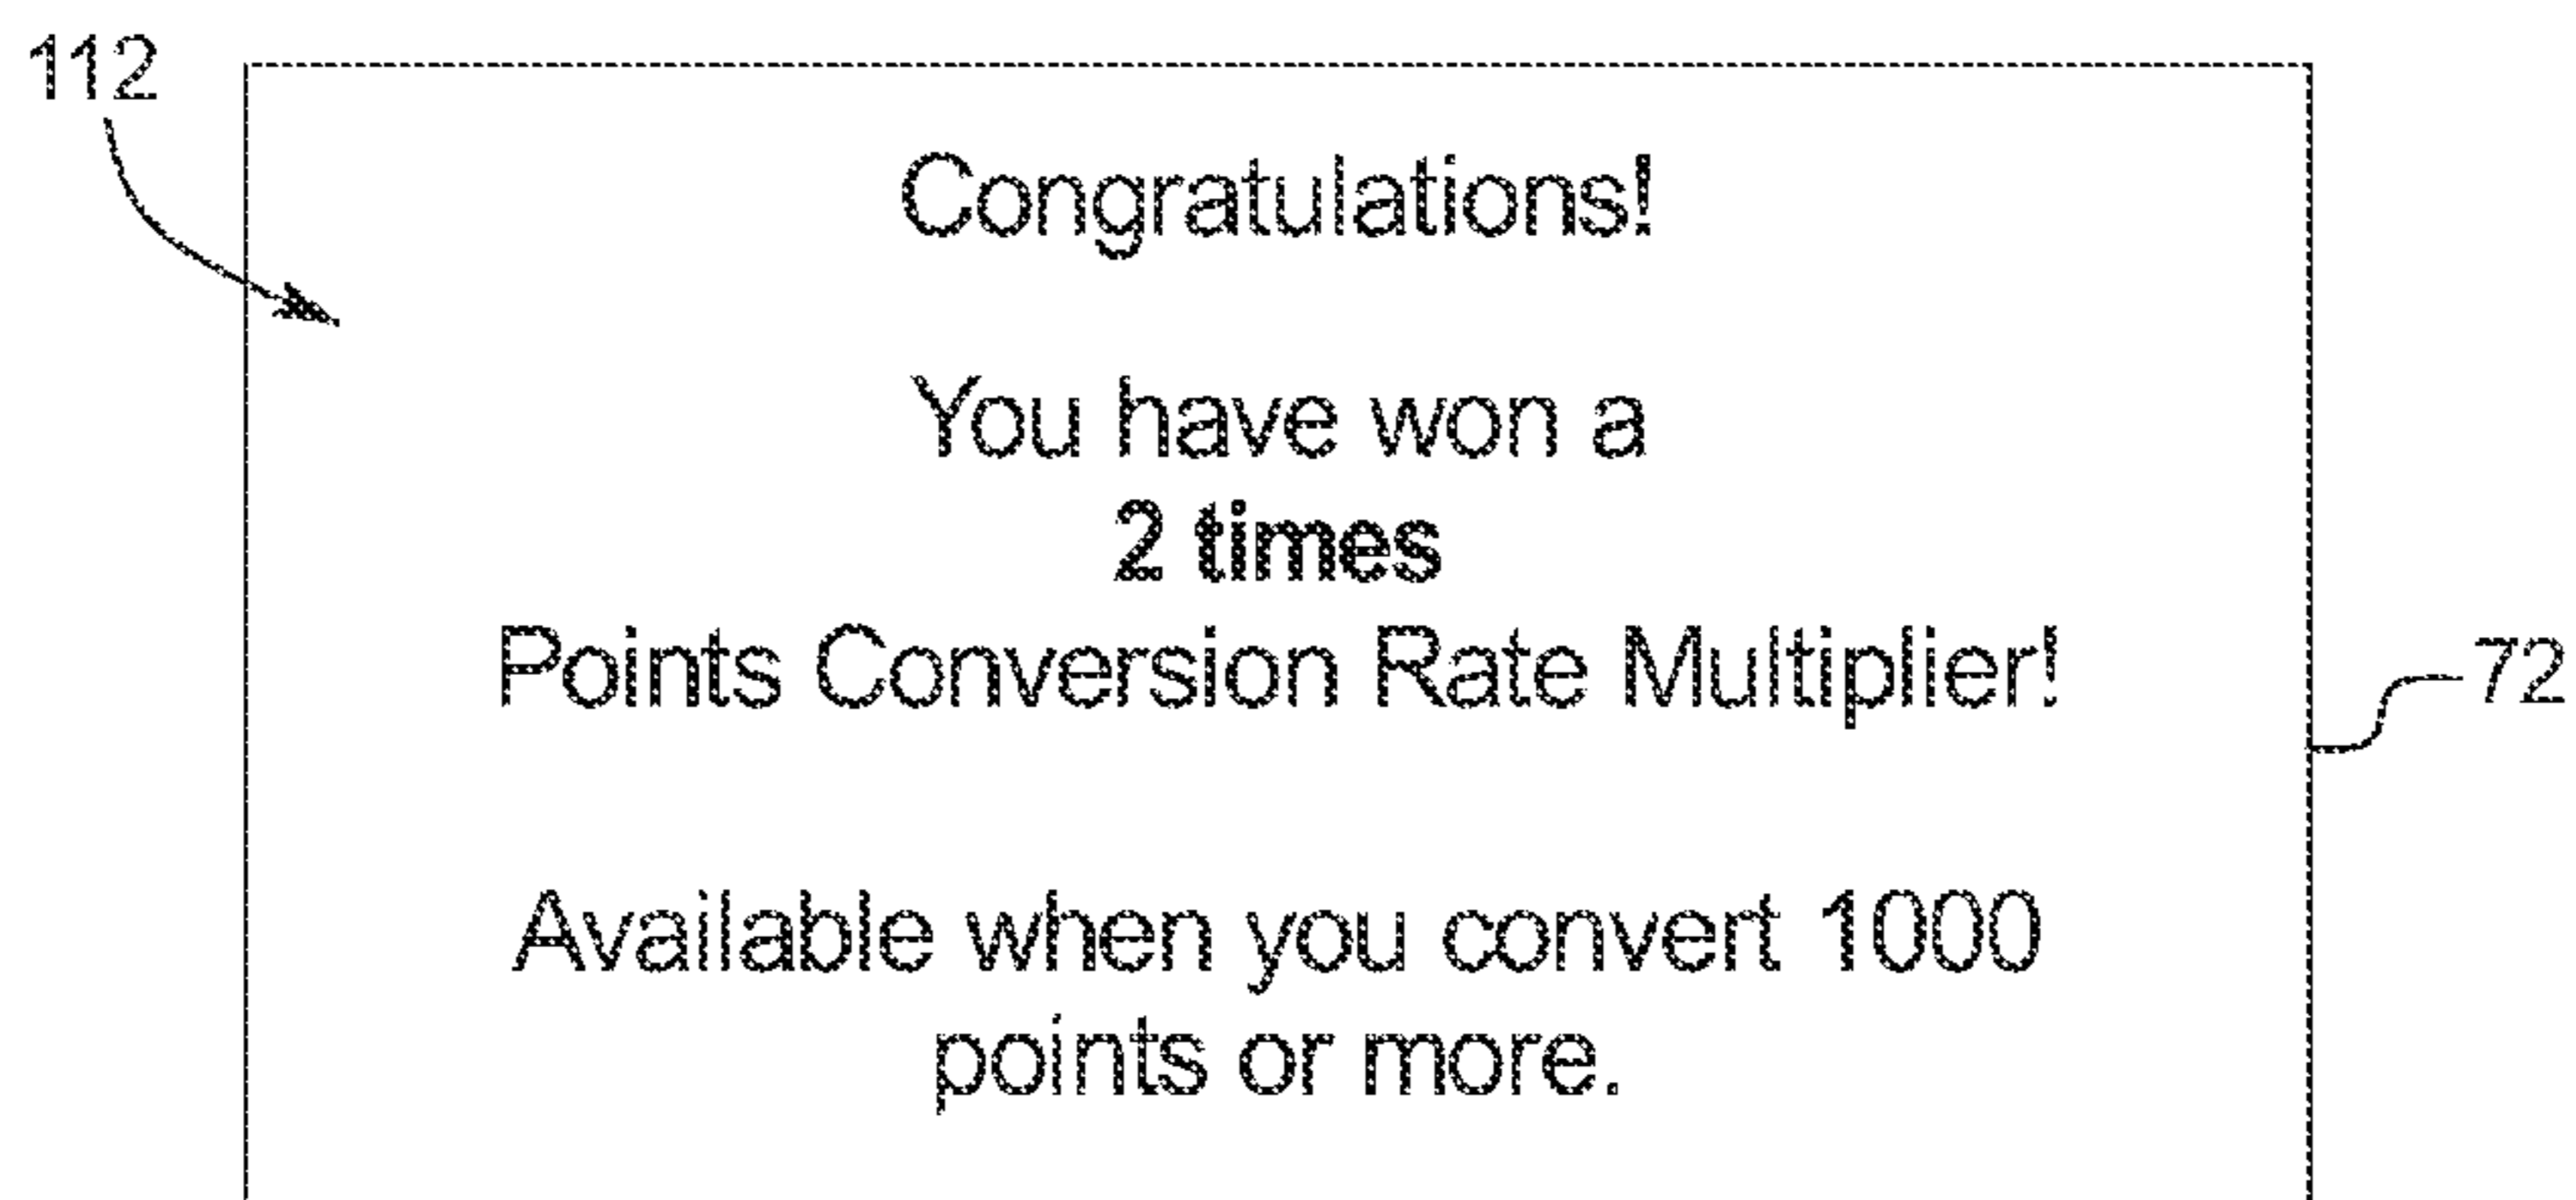 112
Congratulations!
You have won a
2 times
Points Conversion Rate Multiplier!
72
Available when you convert 1000
points or more.